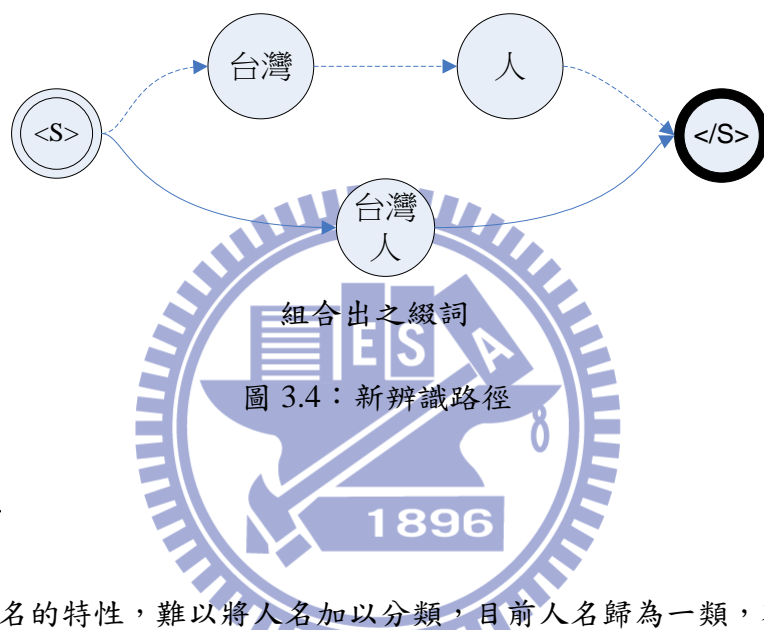 台灣
人
<S>
</S>
台灣
人
組合出之綴詞
圖 3.4：新辨識路徑
ESA
1896
名的特性，難以將人名加以分類，目前人名歸為一類，